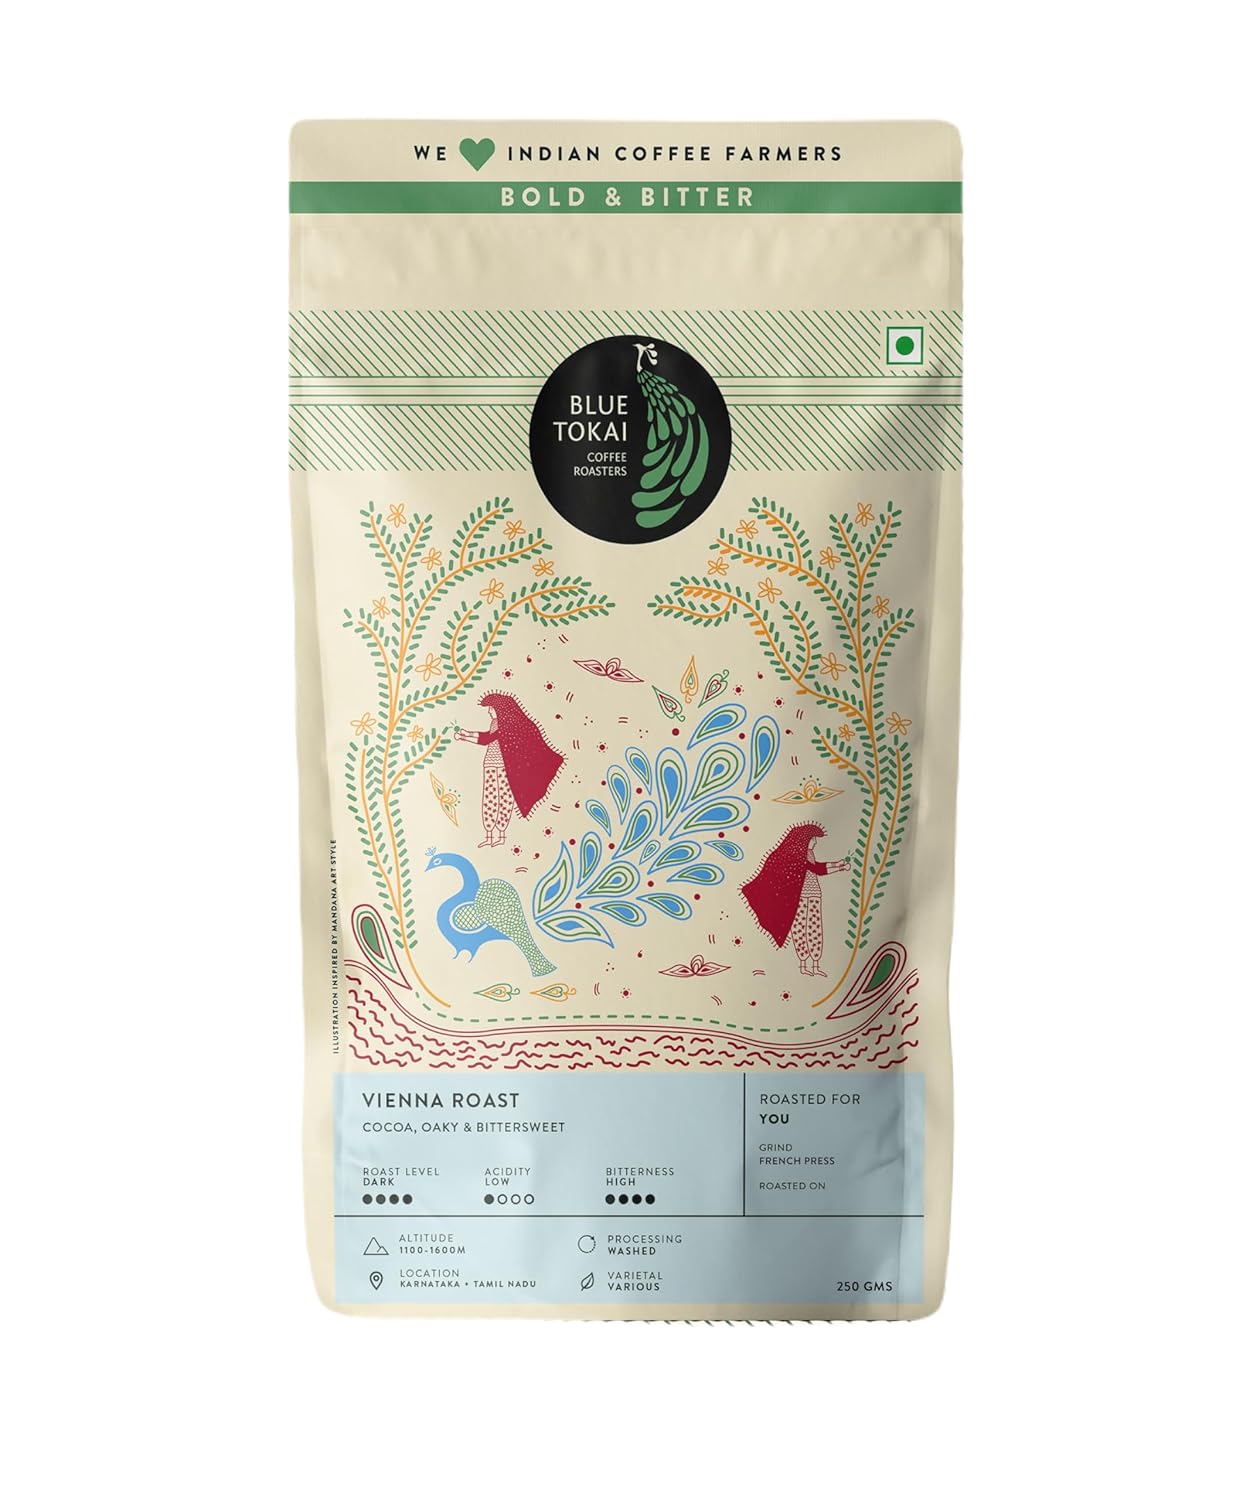 WE INDIAN COFFEE FARMERS
BOLD & BITTER
BLUE
TOKAI
COFFEE
ROASTERS
ILLUSTRATION INSPIRED BY MANDANA ART STYLE
VIENNA ROAST
COCOA, OAKY & BITTERSWEET
ROAST LEVEL
DARK
ACIDITY
LOW
BITTERNESS
HIGH
ROASTED FOR
YOU
GRIND
FRENCH PRESS
ROASTED ON
ALTITUDE
1100-1600M
PROCESSING
WASHED
LOCATION
KARNATAKA + TAMIL NADU
VARIETAL
VARIOUS
250 GMS